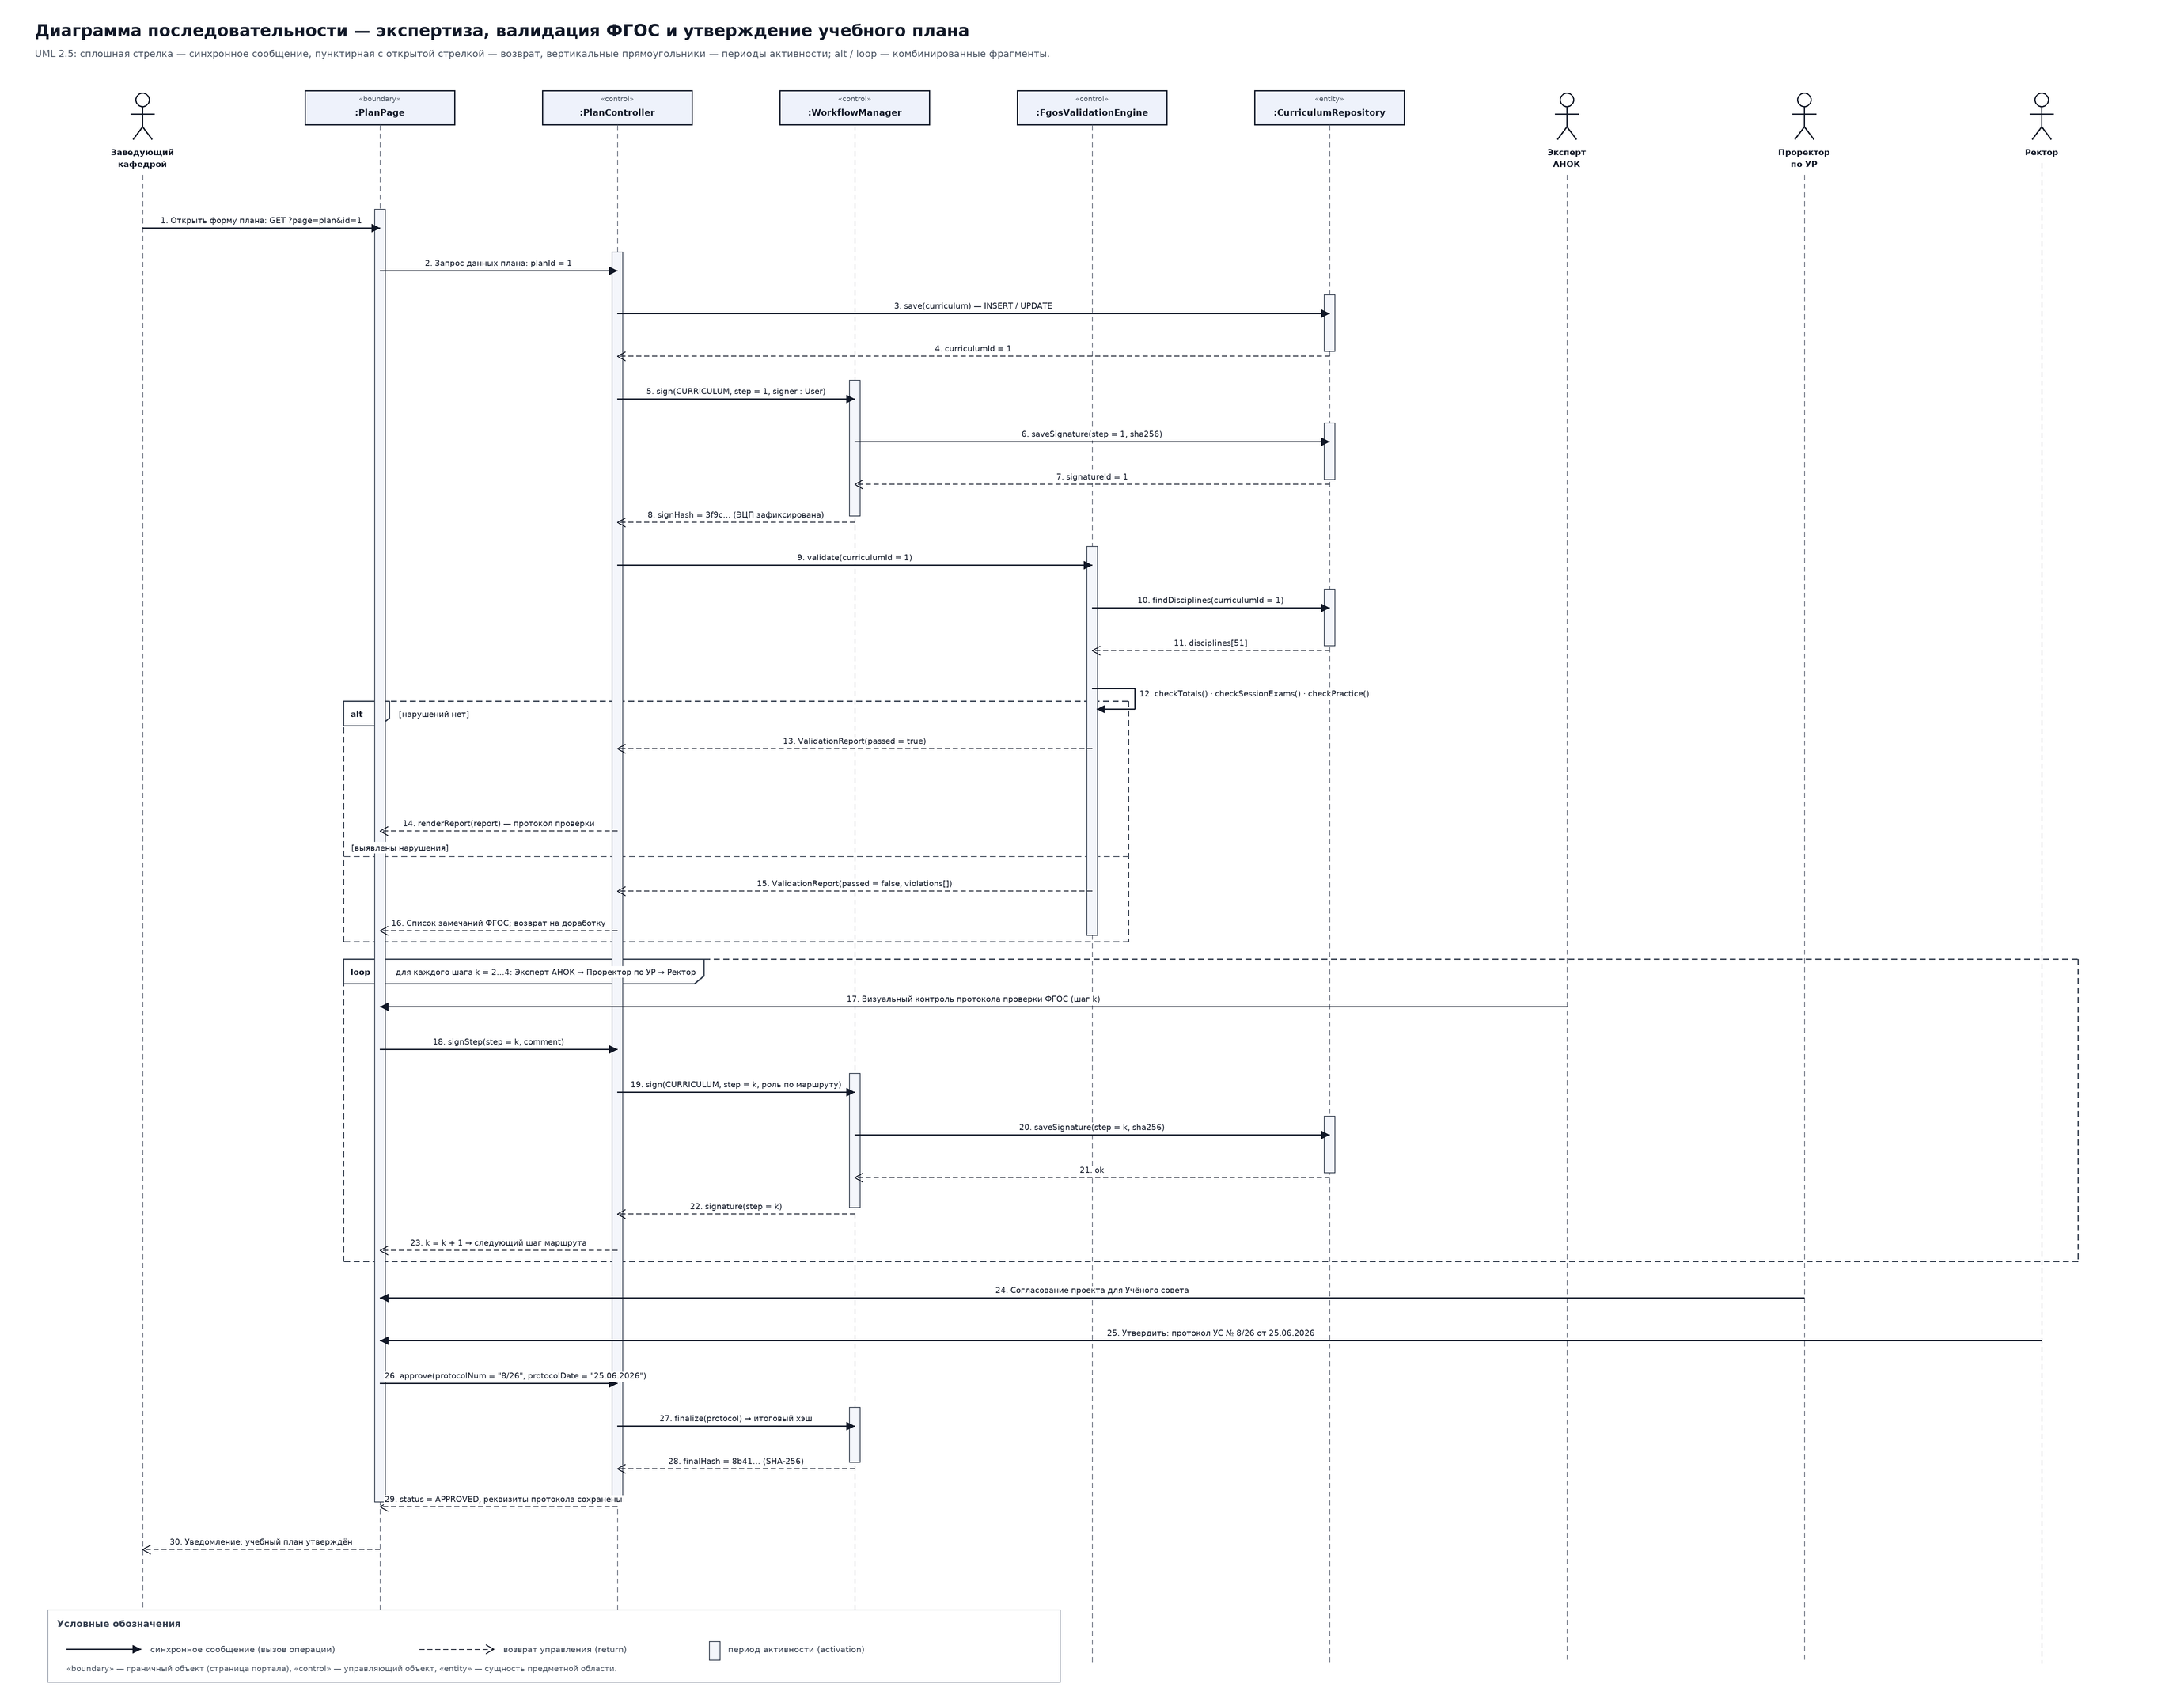 Диаграмма последовательности — экспертиза, валидация ФГОС и утверждение учебного плана
UML 2.5: сплошная стрелка — синхронное сообщение, пунктирная с открытой стрелкой — возврат, вертикальные прямоугольники — периоды активности; alt / loop — комбинированные фрагменты.
Заведующий
кафедрой
«boundary»
:PlanPage
«control»
:PlanController
«control»
:WorkflowManager
«control»
:FgosValidationEngine
«entity»
:CurriculumRepository
Эксперт
АНОК
Проректор
по УР
Ректор
1. Открыть форму плана: GET ?page=plan&id=1
2. Запрос данных плана: planId = 1
3. save(curriculum) — INSERT / UPDATE
4. curriculumId = 1
5. sign(CURRICULUM, step = 1, signer : User)
6. saveSignature(step = 1, sha256)
7. signatureId = 1
8. signHash = 3f9c… (ЭЦП зафиксирована)
9. validate(curriculumId = 1)
10. findDisciplines(curriculumId = 1)
11. disciplines[51]
12. checkTotals() · checkSessionExams() · checkPractice()
alt
[нарушений нет]
13. ValidationReport(passed = true)
14. renderReport(report) — протокол проверки
[выявлены нарушения]
15. ValidationReport(passed = false, violations[])
16. Список замечаний ФГОС; возврат на доработку
loop
для каждого шага k = 2…4: Эксперт АНОК → Проректор по УР → Ректор
17. Визуальный контроль протокола проверки ФГОС (шаг k)
18. signStep(step = k, comment)
19. sign(CURRICULUM, step = k, роль по маршруту)
20. saveSignature(step = k, sha256)
21. ok
22. signature(step = k)
23. k = k + 1 → следующий шаг маршрута
24. Согласование проекта для Учёного совета
25. Утвердить: протокол УС № 8/26 от 25.06.2026
26. approve(protocolNum = "8/26", protocolDate = "25.06.2026")
27. finalize(protocol) → итоговый хэш
28. finalHash = 8b41… (SHA-256)
29. status = APPROVED, реквизиты протокола сохранены
30. Уведомление: учебный план утверждён
Условные обозначения
синхронное сообщение (вызов операции)
возврат управления (return)
период активности (activation)
«boundary» — граничный объект (страница портала), «control» — управляющий объект, «entity» — сущность предметной области.